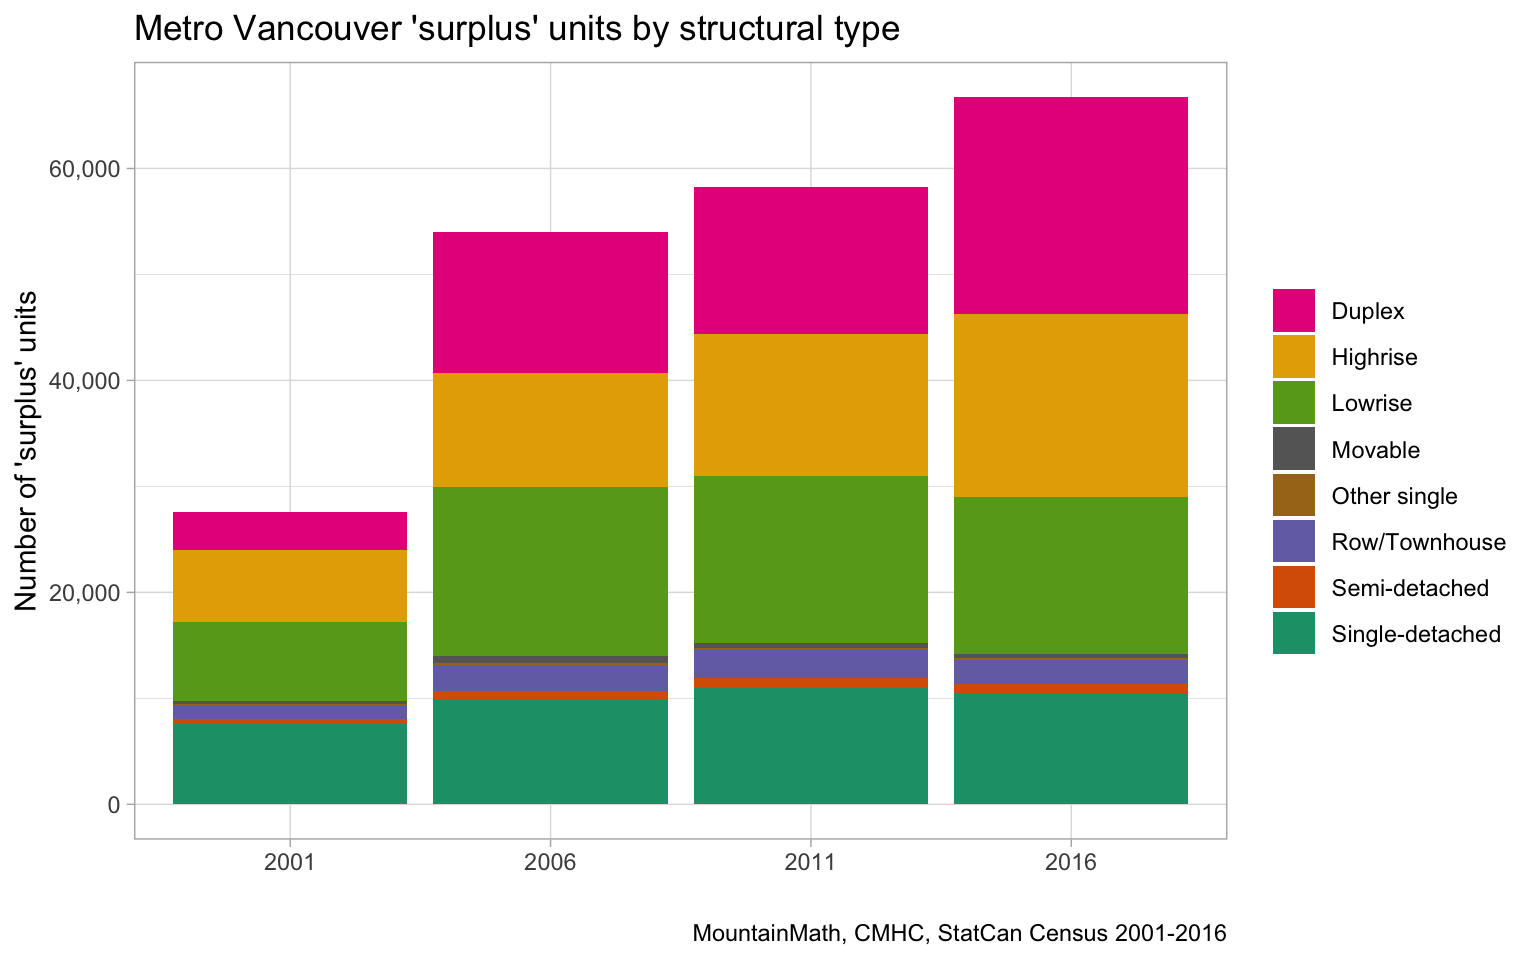 Metro Vancouver 'surplus' units by structural type
Number of 'surplus' units
60,000
40,000
20,000
0
2001
2006
2011
2016
Duplex
Highrise
Lowrise
Movable
Other single
Row/Townhouse
Semi-detached
Single-detached
MountainMath, CMHC, StatCan Census 2001-2016